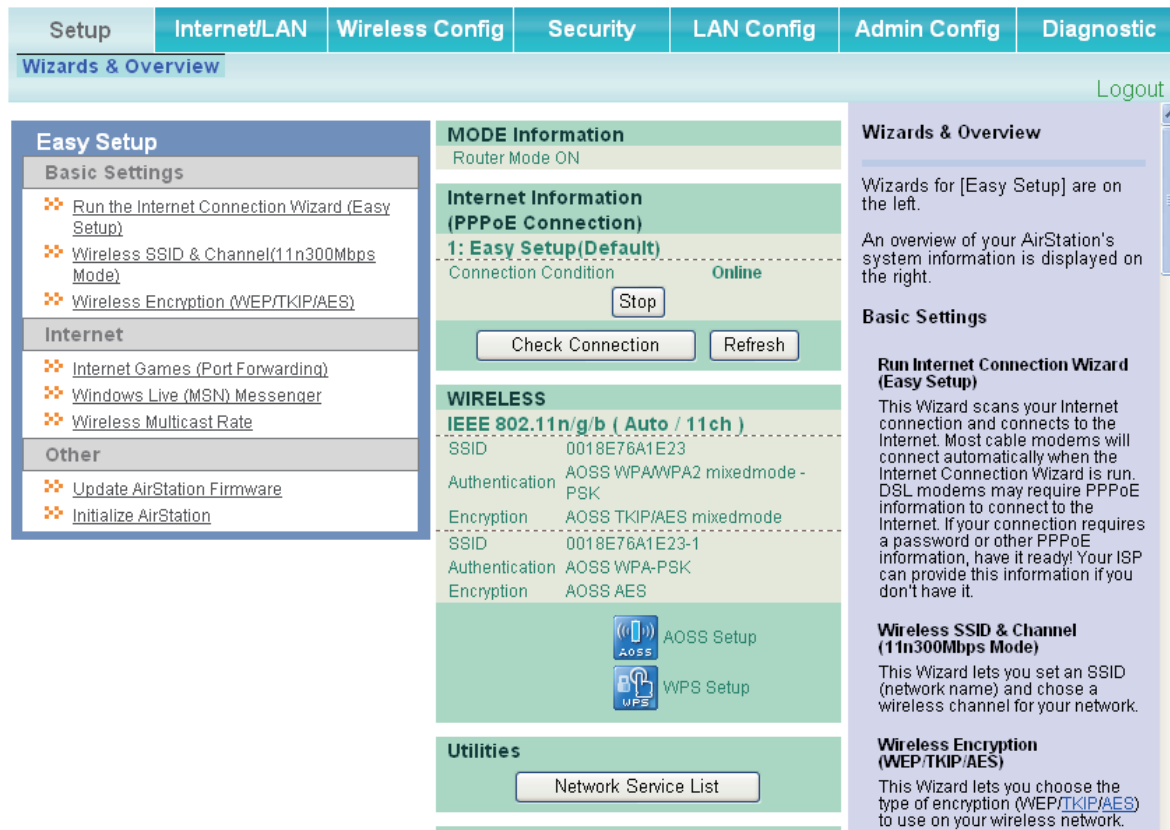 Setup
Internet/LAN
Wireless Config
Security
LAN Config
Admin Config
Diagnostic
Wizards & Overview
Logout
Easy Setup
Basic Settings
Run the Internet Connection Wizard (Easy
Setup)
Wireless SSID & Channel(11n300Mbps
Mode)
Wireless Encryption (WEP/TKIP/AES)
Internet
Internet Games (Port Forwarding)
Windows Live (MSN) Messenger
Wireless Multicast Rate
Other
Update AirStation Firmware
Initialize AirStation
MODE Information
Router Mode ON
Internet Information
(PPPoE Connection)
1: Easy Setup(Default)
Connection Condition Online
Stop
Check Connection Refresh
WIRELESS
IEEE 802.11n/g/b ( Auto / 11ch )
SSID 0018E76A1E23
Authentication AOSS WPA/WPA2 mixedmode -
PSK
Encryption AOSS TKIP/AES mixedmode
SSID 0018E76A1E23-1
Authentication AOSS WPA-PSK
Encryption AOSS AES
AOSS AOSS Setup
WPS WPS Setup
Utilities
Network Service List
Wizards & Overview
Wizards for [Easy Setup] are on
the left.
An overview of your AirStation's
system information is displayed on
the right.
Basic Settings
Run Internet Connection Wizard
(Easy Setup)
This Wizard scans your Internet
connection and connects to the
Internet. Most cable modems will
connect automatically when the
Internet Connection Wizard is run.
DSL modems may require PPPoE
information to connect to the
Internet. If your connection requires
a password or other PPPoE
information, have it ready! Your ISP
can provide this information if you
don't have it.
Wireless SSID & Channel
(11n300Mbps Mode)
This Wizard lets you set an SSID
(network name) and chose a
wireless channel for your network.
Wireless Encryption
(WEP/TKIP/AES)
This Wizard lets you choose the
type of encryption (WEP/TKIP/AES)
to use on your wireless network.